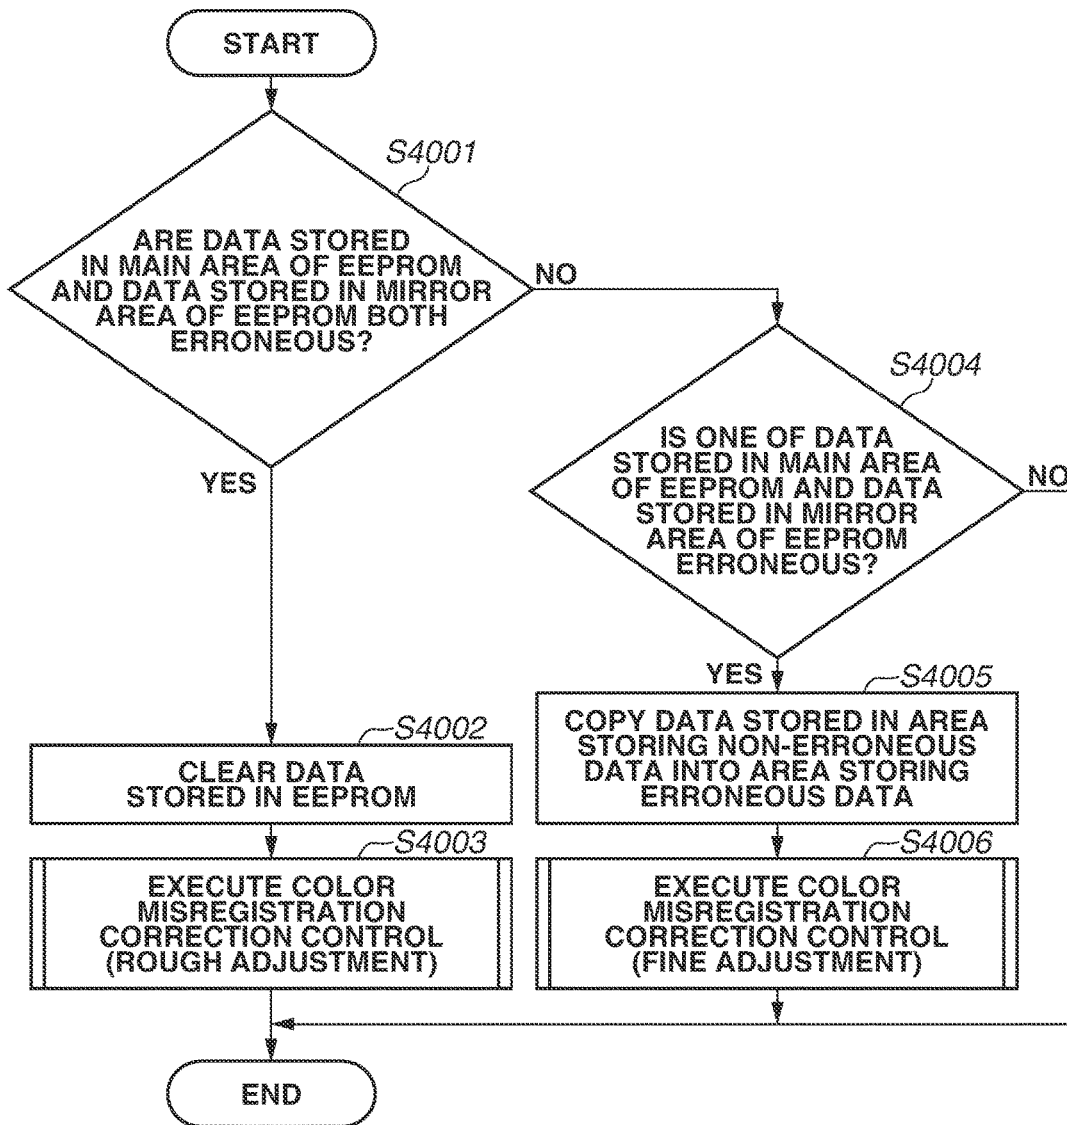 START
S4001
ARE DATA STORED
IN MAIN AREA OF EEPROM
AND DATA STORED IN MIRROR
AREA OF EEPROM BOTH
ERRONEOUS?
NO
YES
S4004
IS ONE OF DATA
STORED IN MAIN AREA
OF EEPROM AND DATA
STORED IN MIRROR
AREA OF EEPROM
ERRONEOUS?
NO
YES
S4002
CLEAR DATA
STORED IN EEPROM
S4005
COPY DATA STORED IN AREA
STORING NON-ERRONEOUS
DATA INTO AREA STORING
ERRONEOUS DATA
S4003
EXECUTE COLOR
MISREGISTRATION
CORRECTION CONTROL
(ROUGH ADJUSTMENT)
S4006
EXECUTE COLOR
MISREGISTRATION
CORRECTION CONTROL
(FINE ADJUSTMENT)
END